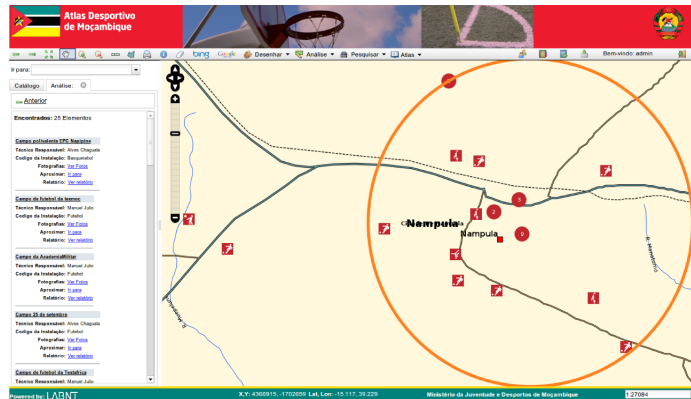 Atlas Desportivo
de Moçambique
bing Google Desenhar Análise Pesquisar Atlas Bem-vindo: admin
Ir para:
Catálogo Análise:
Anterior
Encontrados: 25 Elementos
Campo polivalente EPC Napipine
Técnico Responsável: Alves Chaguala
Codigo da Instalação: Basquetebol
Fotografias: Ver Fotos
Aproximar: Ir para
Relatório: Ver relatório
Campo de futebol da texmoc
Técnico Responsável: Manuel Julio
Codigo da Instalação: Futebol
Fotografias: Ver Fotos
Aproximar: Ir para
Relatório: Ver relatório
Campo da AcademiaMilitar
Técnico Responsável: Manuel Julio
Codigo da Instalação: Futebol
Fotografias: Ver Fotos
Aproximar: Ir para
Relatório: Ver relatório
Campo 25 de setembro
Técnico Responsável: Alves Chaguala
Codigo da Instalação: Futebol
Fotografias: Ver Fotos
Aproximar: Ir para
Relatório: Ver relatório
Campo de futebol da Textafrica
Técnico Responsável: Manuel Julio
5
2
Nampula
Nampula
9
Powered by: LABNT
X,Y: 4366915, -1702659 Lat, Lon: -15.117, 39.229
Ministério da Juventude e Desportos de Moçambique
1:27084